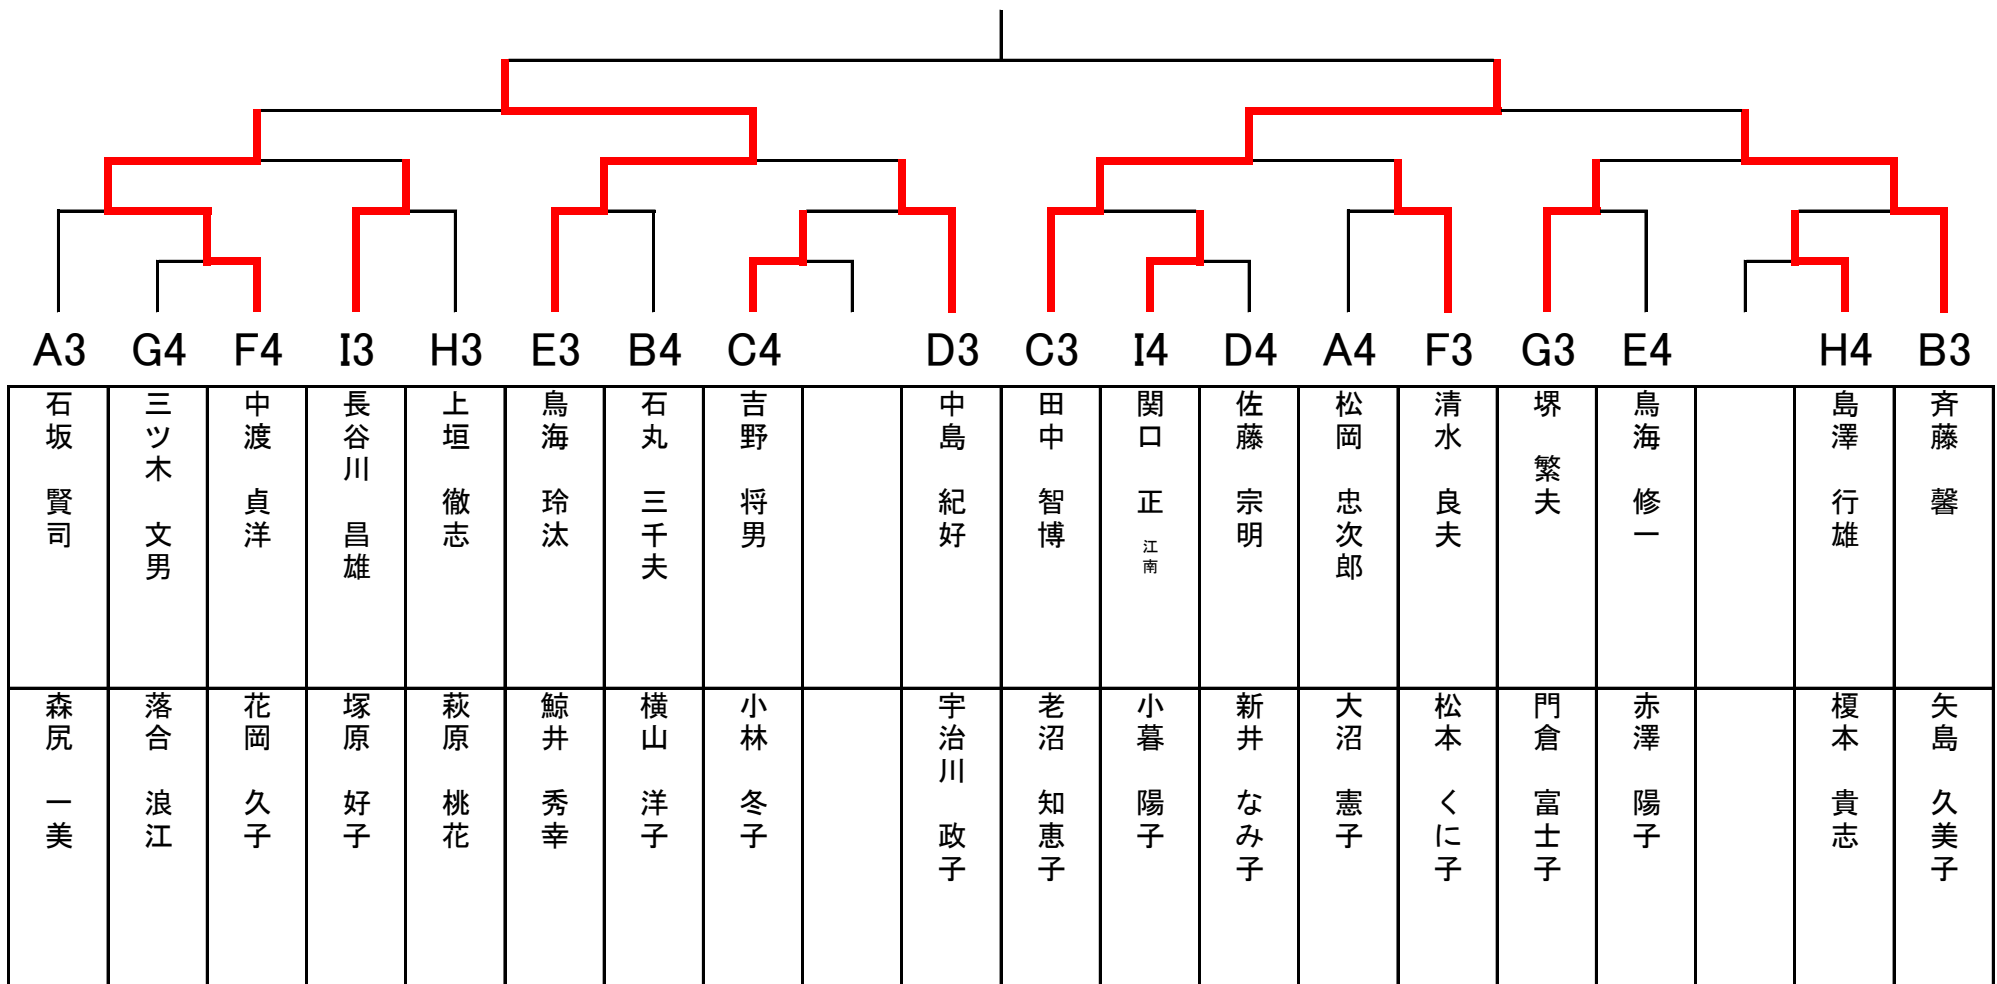 A3 G4 F4 I3 H3 E3 B4 C4 D3 C3 I4 D4 A4 F3 G3 E4 H4 B3
石坂 賢司
三ツ木 文男
中渡 貞洋
長谷川 昌雄
上垣 徹志
鳥海 玲汰
石丸 三千夫
吉野 将男
中島 紀好
田中 智博
関口 正 江南
佐藤 宗明
松岡 忠次郎
清水 良夫
堺 繁夫
鳥海 修一
島澤 行雄
斉藤 馨
森尻 一美
落合 浪江
花岡 久子
塚原 好子
萩原 桃花
鯨井 秀幸
横山 洋子
小林 冬子
宇治川 政子
老沼 知恵子
小暮 陽子
新井 なみ子
大沼 憲子
松本 くに子
門倉 富士子
赤澤 陽子
榎本 貴志
矢島 久美子